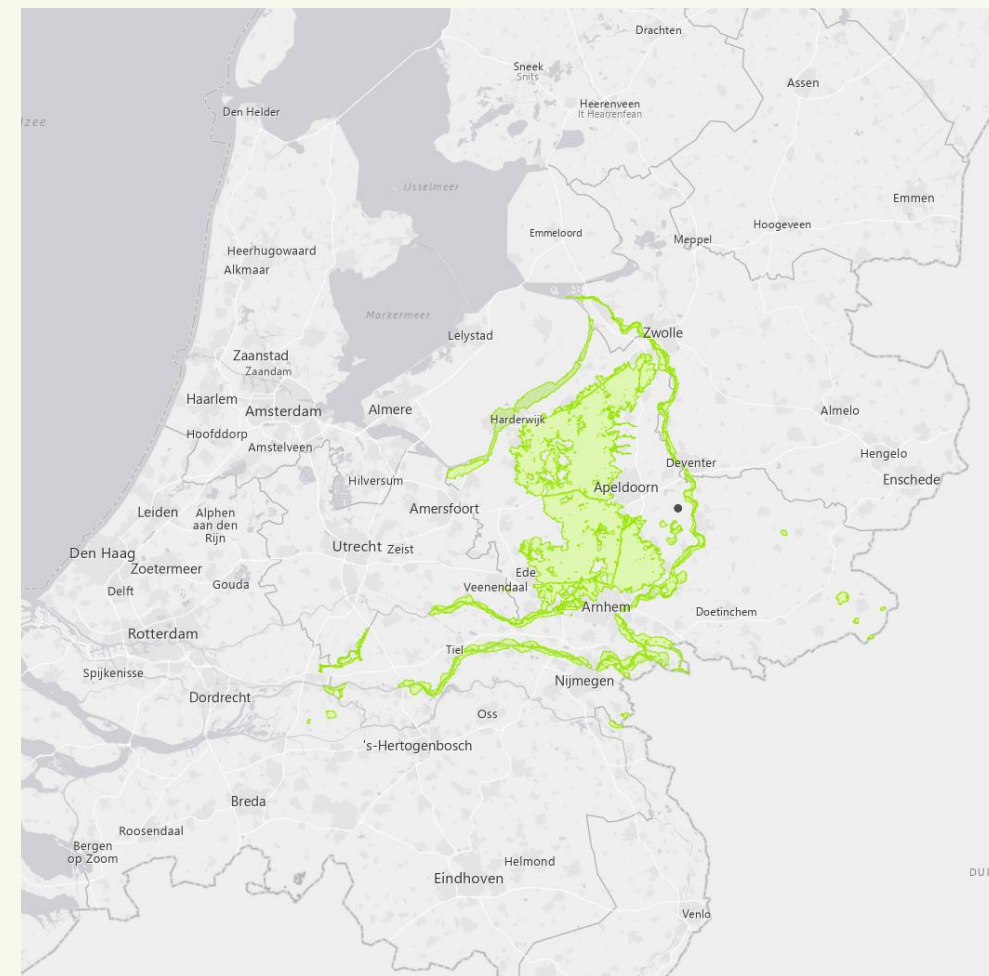 Drachten
Sneek
Snits
Assen
Heerenveen
It Hearrenfean
Den Helder
lzee
IJsselmeer
Emmen
Hoogeveen
Emmeloord
Meppel
Heerhugowaard
Alkmaar
Markermeer
Lelystad
Zwolle
Zaanstad
Zaandam
Haarlem
Amsterdam
Almere
Harderwijk
Almelo
Hoofddorp
Amstelveen
Hengelo
Deventer
Hilversum
Apeldoorn
Enschede
Leiden
Alphen
aan den
Rijn
Amersfoort
Den Haag
Utrecht
Zeist
Zoetermeer
Ede
Delft
Gouda
Veenendaal
Arnhem
Doetinchem
Rotterdam
Tiel
Spijkenisse
Nijmegen
Dordrecht
Oss
's-Hertogenbosch
Breda
Roosendaal
Bergen
op Zoom
Helmond
Eindhoven
DUI
Venlo